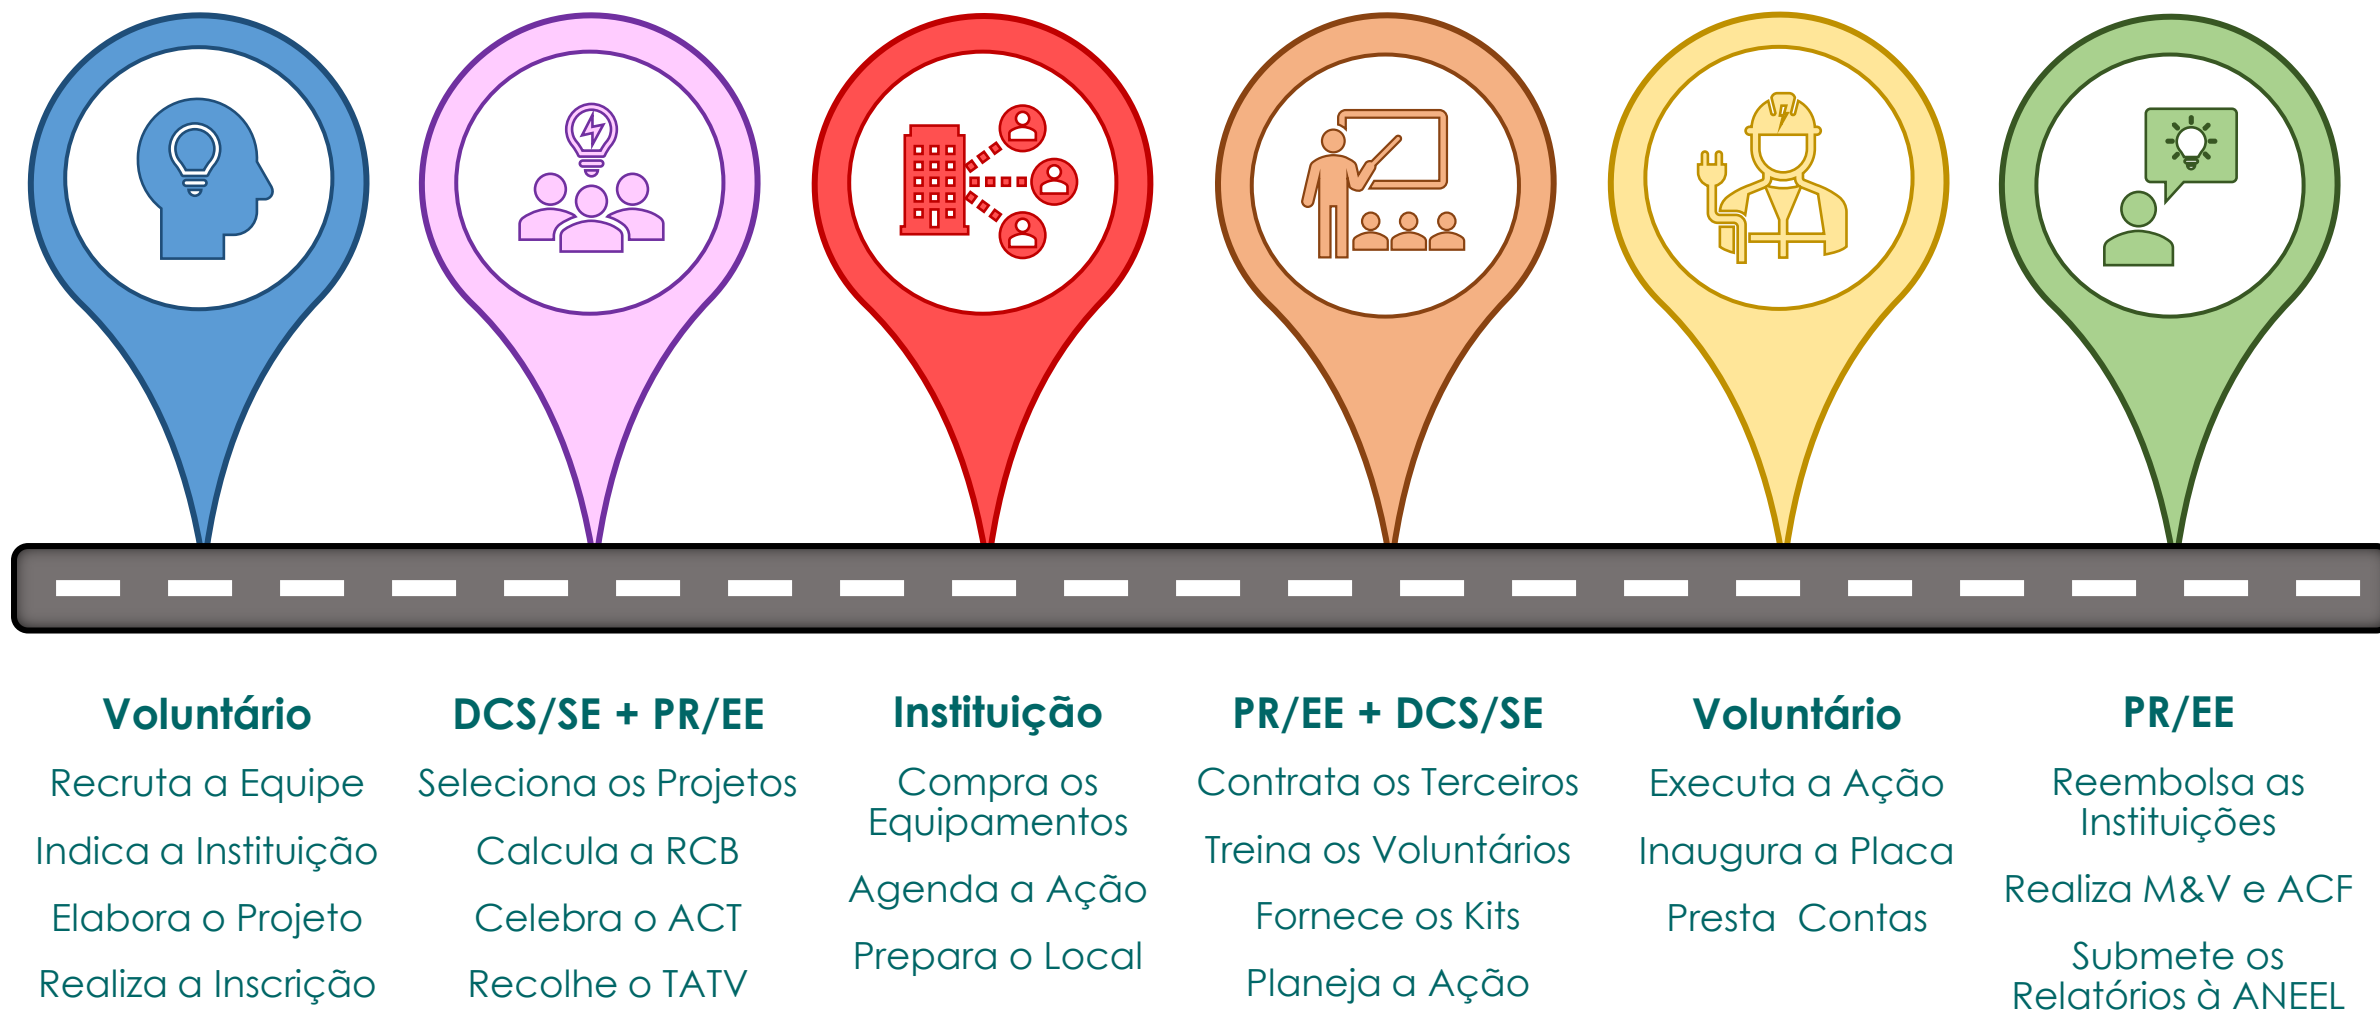 Voluntário
Recruta a Equipe
Indica a Instituição
Elabora o Projeto
Realiza a Inscrição
DCS/SE + PR/EE
Seleciona os Projetos
Calcula a RCB
Celebra o ACT
Recolhe o TATV
Instituição
Compra os
Equipamentos
Agenda a Ação
Prepara o Local
PR/EE + DCS/SE
Contrata os Terceiros
Treina os Voluntários
Fornece os Kits
Planeja a Ação
Voluntário
Executa a Ação
Inaugura a Placa
Presta  Contas
PR/EE
Reembolsa as
Instituições
Realiza M&V e ACF
Submete os
Relatórios à ANEEL